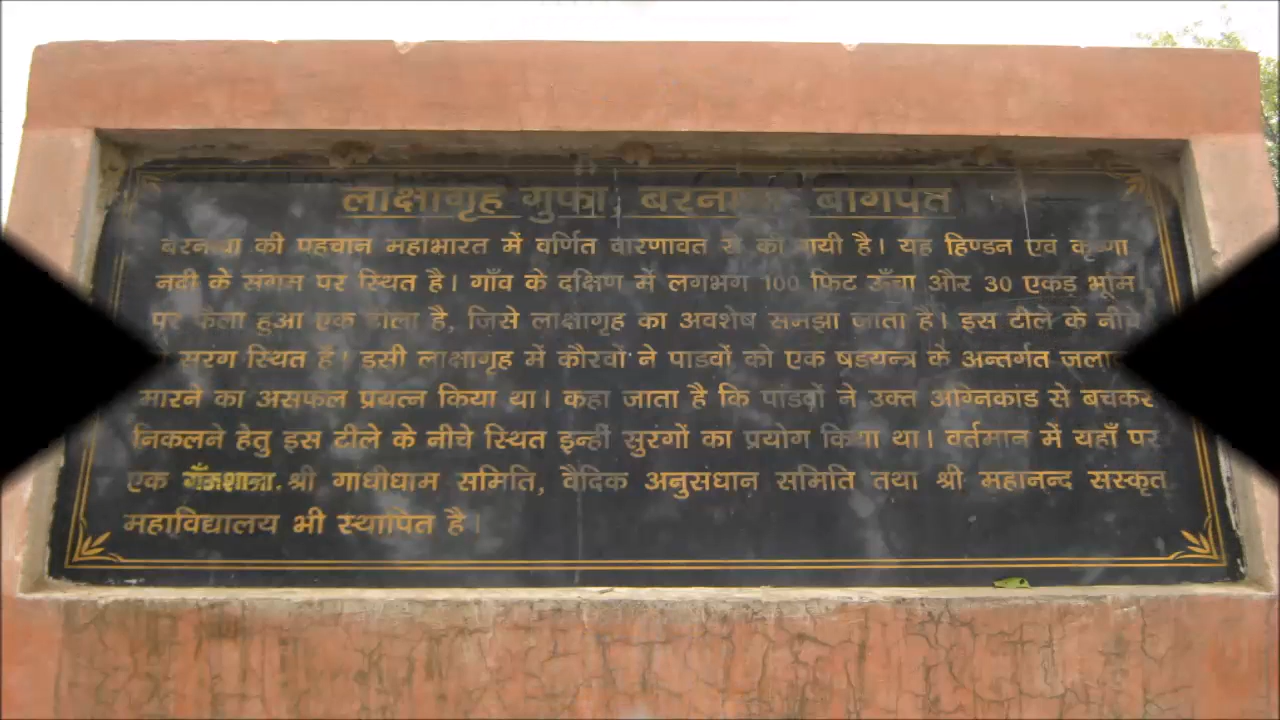 लाक्षागृह गुफा, बरनावा बागपत
बरनावा की पहचान महाभारत में वर्णित वारणावत से की गयी है। यह हिण्डन एवं कृष्णा
नदी के संगम पर स्थित है। गाँव के दक्षिण में लगभग 100 फिट ऊँचा और 30 एकड़ भूमि
पर फैला हुआ एक टीला है, जिसे लाक्षागृह का अवशेष समझा जाता है। इस टीले के नीचे
सुरंग स्थित है। इसी लाक्षागृह में कौरवों ने पांडवों को एक षडयन्त्र के अन्तर्गत
मारने का असफल प्रयत्न किया था। कहा जाता है कि पांडवों ने उक्त अग्निकांड से बचकर
निकलने हेतु इस टीले के नीचे स्थित इन्हीं सुरंगों का प्रयोग किया था। वर्तमान में यहाँ पर
एक श्री गांधीधाम समिति, वैदिक अनुसंधान समिति तथा श्री महानन्द संस्कृत
महाविद्यालय भी स्थापित है।